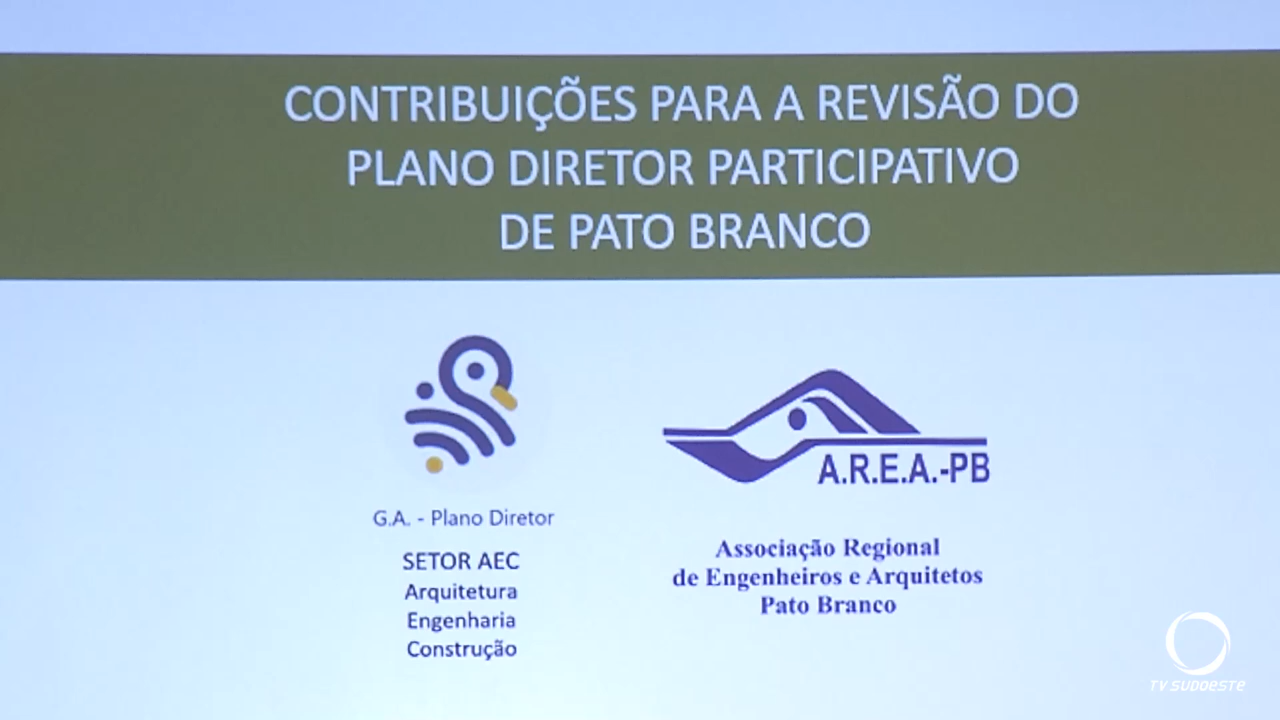 CONTRIBUIÇÕES PARA A REVISÃO DO
PLANO DIRETOR PARTICIPATIVO
DE PATO BRANCO
G.A. - Plano Diretor
SETOR AEC
Arquitetura
Engenharia
Construção
A.R.E.A.-PB
Associação Regional
de Engenheiros e Arquitetos
Pato Branco
TV SUDOESTE